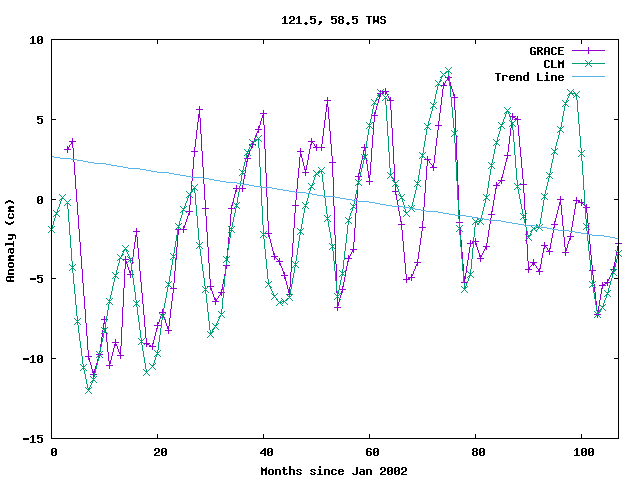 121.5, 58.5 TWS
GRACE
CLM
Trend Line
10
5
0
-5
-10
-15
Anomaly (cm)
0 20 40 60 80 100
Months since Jan 2002